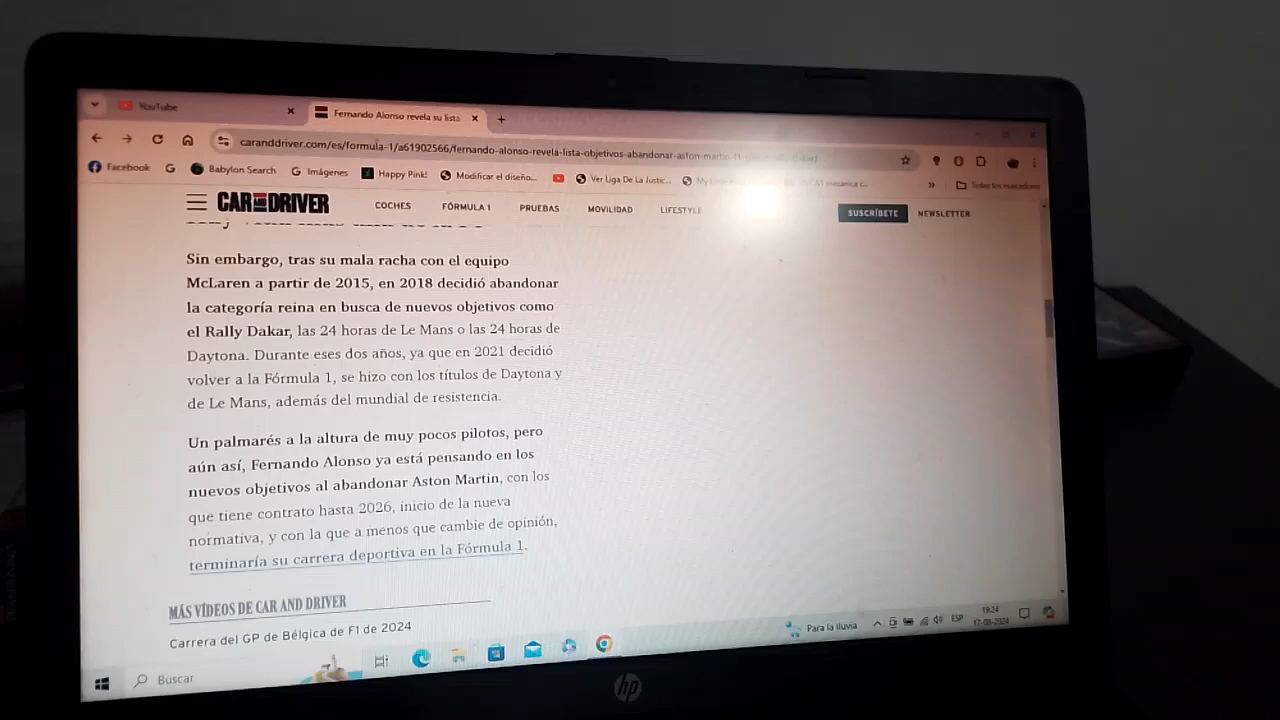 YouTube
Fernando Alonso revela su lista
caranddriver.com/es/formula-1/a61902566/fernando-alonso-revela-lista-objetivos-abandonar-aston-martin-f1
Facebook
Babylon Search
Imágenes
Happy Pink!
Modificar el diseño...
Ver Liga De La Justic...
Todos los marcadores
CAR AND DRIVER
COCHES
FÓRMULA 1
PRUEBAS
MOVILIDAD
LIFESTYLE
SUSCRÍBETE
NEWSLETTER
Sin embargo, tras su mala racha con el equipo
McLaren a partir de 2015, en 2018 decidió abandonar
la categoría reina en busca de nuevos objetivos como
el Rally Dakar, las 24 horas de Le Mans o las 24 horas de
Daytona. Durante eses dos años, ya que en 2021 decidió
volver a la Fórmula 1, se hizo con los títulos de Daytona y
de Le Mans, además del mundial de resistencia.
Un palmarés a la altura de muy pocos pilotos, pero
aún así, Fernando Alonso ya está pensando en los
nuevos objetivos al abandonar Aston Martin, con los
que tiene contrato hasta 2026, inicio de la nueva
normativa, y con la que a menos que cambie de opinión,
terminaría su carrera deportiva en la Fórmula 1.
MÁS VÍDEOS DE CAR AND DRIVER
Carrera del GP de Bélgica de F1 de 2024
Buscar
Para la lluvia
ESP
19:24
17-08-2024
hp